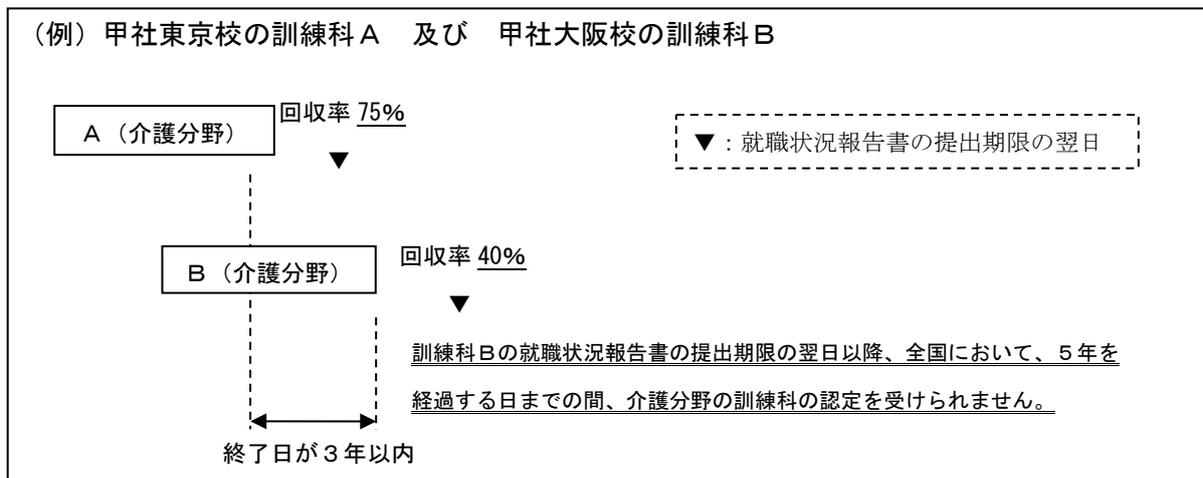 （例）甲社東京校の訓練科Ａ　及び　甲社大阪校の訓練科Ｂ
Ａ（介護分野）
回収率 75%
▼
▼：就職状況報告書の提出期限の翌日
Ｂ（介護分野）
回収率 40%
▼
訓練科Ｂの就職状況報告書の提出期限の翌日以降、全国において、５年を
経過する日までの間、介護分野の訓練科の認定を受けられません。
終了日が３年以内